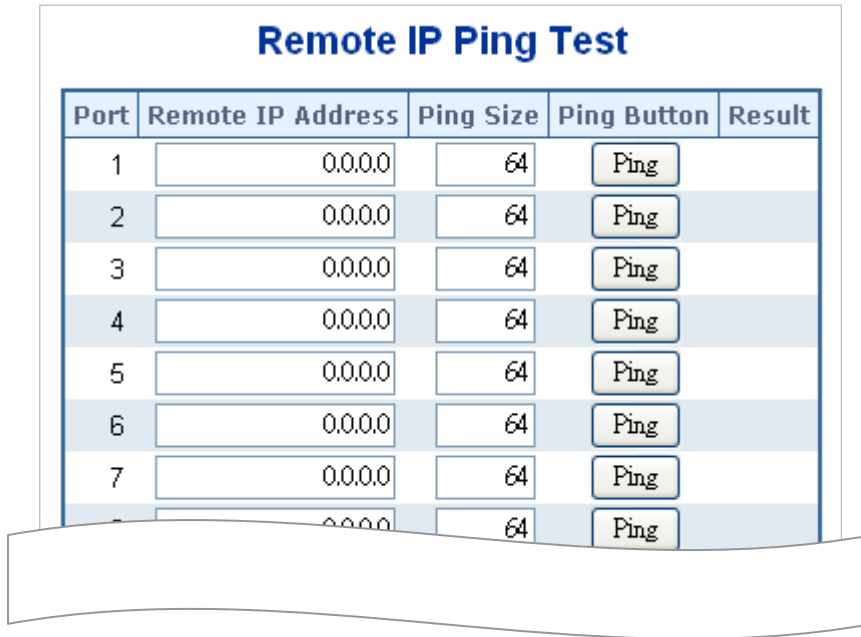 Remote IP Ping Test
Port Remote IP Address Ping Size Ping Button Result
1 0.0.0.0 64 Ping
2 0.0.0.0 64 Ping
3 0.0.0.0 64 Ping
4 0.0.0.0 64 Ping
5 0.0.0.0 64 Ping
6 0.0.0.0 64 Ping
7 0.0.0.0 64 Ping
64 Ping